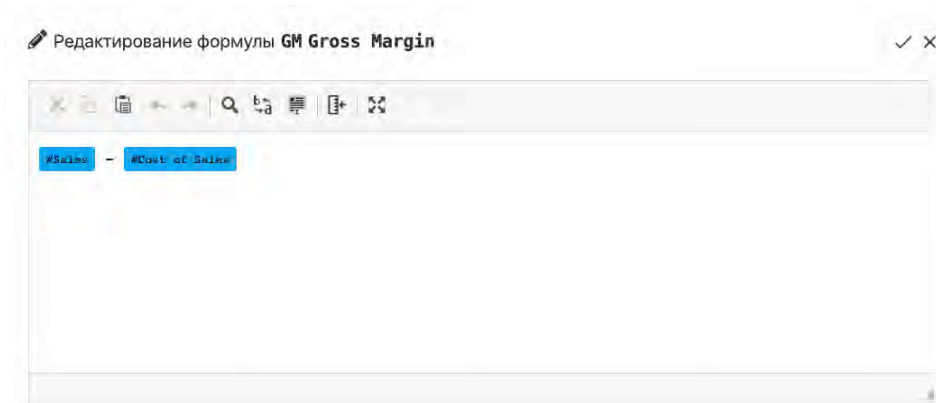 Редактирование формулы GM Gross Margin
#Sales - #Cost of Sales